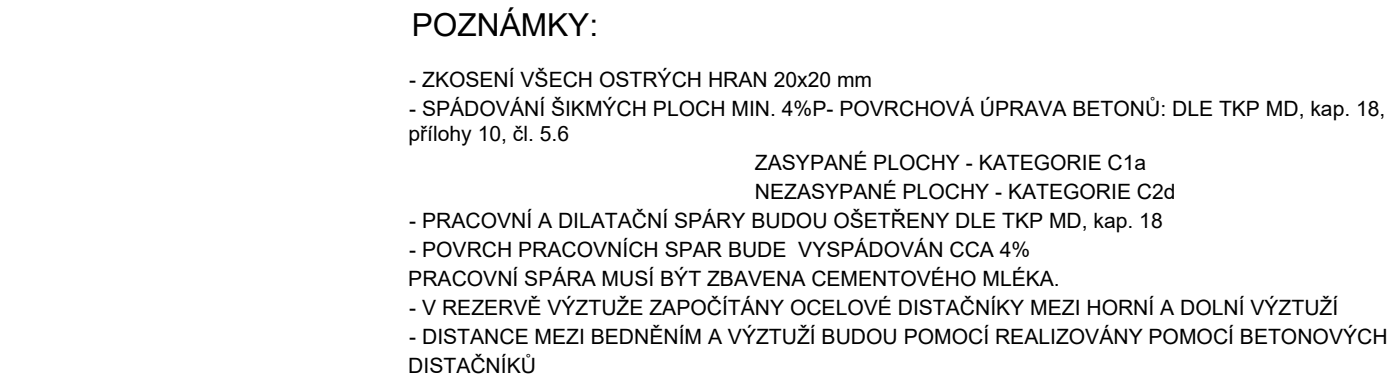 POZNÁMKY:
- ZKOSENÍ VŠECH OSTRÝCH HRAN 20x20 mm
- SPÁDOVÁNÍ ŠIKMÝCH PLOCH MIN. 4%P- POVRCHOVÁ ÚPRAVA BETONŮ: DLE TKP MD, kap. 18,
přílohy 10, čl. 5.6
ZASYPANÉ PLOCHY - KATEGORIE C1a
NEZASYPANÉ PLOCHY - KATEGORIE C2d
- PRACOVNÍ A DILATAČNÍ SPÁRY BUDOU OŠETŘENY DLE TKP MD, kap. 18
- POVRCH PRACOVNÍCH SPAR BUDE  VYSPÁDOVÁN CCA 4%
PRACOVNÍ SPÁRA MUSÍ BÝT ZBAVENA CEMENTOVÉHO MLÉKA.
- V REZERVĚ VÝZTUŽE ZAPOČÍTÁNY OCELOVÉ DISTAČNÍKY MEZI HORNÍ A DOLNÍ VÝZTUŽÍ
- DISTANCE MEZI BEDNĚNÍM A VÝZTUŽÍ BUDOU POMOCÍ REALIZOVÁNY POMOCÍ BETONOVÝCH
DISTAČNÍKŮ